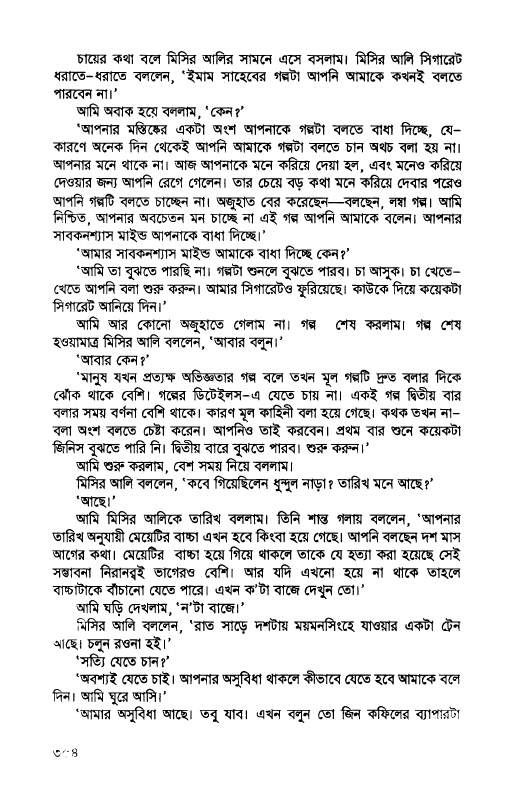 চায়ের কথা বলে মিসির আলির সামনে এসে বসলাম। মিসির আলি সিগারেট
ধরাতে-ধরাতে বললেন, ‘ইমাম সাহেবের গল্পটা আপনি আমাকে কখনই বলতে
পারবেন না।’
আমি অবাক হয়ে বললাম, ‘কেন?’
‘আপনার মস্তিষ্কের একটা অংশ আপনাকে গল্পটা বলতে বাধা দিচ্ছে, যে-
কারণে অনেক দিন থেকেই আপনি আমাকে গল্পটা বলতে চান অথচ বলা হয় না।
আপনার মনে থাকে না। আজ আপনাকে মনে করিয়ে দেয়া হল, এবং মনেও করিয়ে
দেওয়ার জন্য আপনি রেগে গেলেন। তার চেয়ে বড় কথা মনে করিয়ে দেবার পরেও
আপনি গল্পটি বলতে চাচ্ছেন না। অজুহাত বের করেছেন—বলছেন, লম্বা গল্প। আমি
নিশ্চিত, আপনার অবচেতন মন চাচ্ছে না এই গল্প আপনি আমাকে বলেন। আপনার
সাবকনশ্যাস মাইন্ড আপনাকে বাধা দিচ্ছে।’
‘আমার সাবকনশ্যাস মাইন্ড আমাকে বাধা দিচ্ছে কেন?’
‘আমি তা বুঝতে পারছি না। গল্পটা শুনলে বুঝতে পারব। চা আসুক। চা খেতে-
খেতে আপনি বলা শুরু করুন। আমার সিগারেটও ফুরিয়েছে। কাউকে দিয়ে কয়েকটা
সিগারেট আনিয়ে দিন।’
আমি আর কোনো অজুহাতে গেলাম না। গল্প শেষ করলাম। গল্প শেষ
হওয়ামাত্র মিসির আলি বললেন, ‘আবার বলুন।’
‘আবার কেন?’
‘মানুষ যখন প্রত্যক্ষ অভিজ্ঞতার গল্প বলে তখন মূল গল্পটি দ্রুত বলার দিকে
ঝোঁক থাকে বেশি। গল্পের ডিটেইলস-এ যেতে চায় না। একই গল্প দ্বিতীয় বার
বলার সময় বর্ণনা বেশি থাকে। কারণ মূল কাহিনী বলা হয়ে গেছে। কথক তখন না-
বলা অংশ বলতে চেষ্টা করেন। আপনিও তাই করবেন। প্রথম বার শুনে কয়েকটা
জিনিস বুঝতে পারি নি। দ্বিতীয় বারে বুঝতে পারব। শুরু করুন।’
আমি শুরু করলাম, বেশ সময় নিয়ে বললাম।
মিসির আলি বললেন, ‘কবে গিয়েছিলেন ধুন্দুল নাড়া? তারিখ মনে আছে?’
‘আছে।’
আমি মিসির আলিকে তারিখ বললাম। তিনি শান্ত গলায় বললেন, ‘আপনার
তারিখ অনুযায়ী মেয়েটির বাচ্চা এখন হবে কিংবা হয়ে গেছে। আপনি বলছেন দশ মাস
আগের কথা। মেয়েটির বাচ্চা হয়ে গিয়ে থাকলে তাকে যে হত্যা করা হয়েছে সেই
সম্ভাবনা নিরানব্বই ভাগেরও বেশি। আর যদি এখনো হয়ে না থাকে তাহলে
বাচ্চাটাকে বাঁচানো যেতে পারে। এখন ক’টা বাজে দেখুন তো।’
আমি ঘড়ি দেখলাম, ‘ন’টা বাজে।’
মিসির আলি বললেন, ‘রাত সাড়ে দশটায় ময়মনসিংহে যাওয়ার একটা ট্রেন
আছে। চলুন রওনা হই।’
‘সত্যি যেতে চান?’
‘অবশ্যই যেতে চাই। আপনার অসুবিধা থাকলে কীভাবে যেতে হবে আমাকে বলে
দিন। আমি ঘুরে আসি।’
‘আমার অসুবিধা আছে। তবু যাব। এখন বলুন তো জিন কফিলের ব্যাপারটা